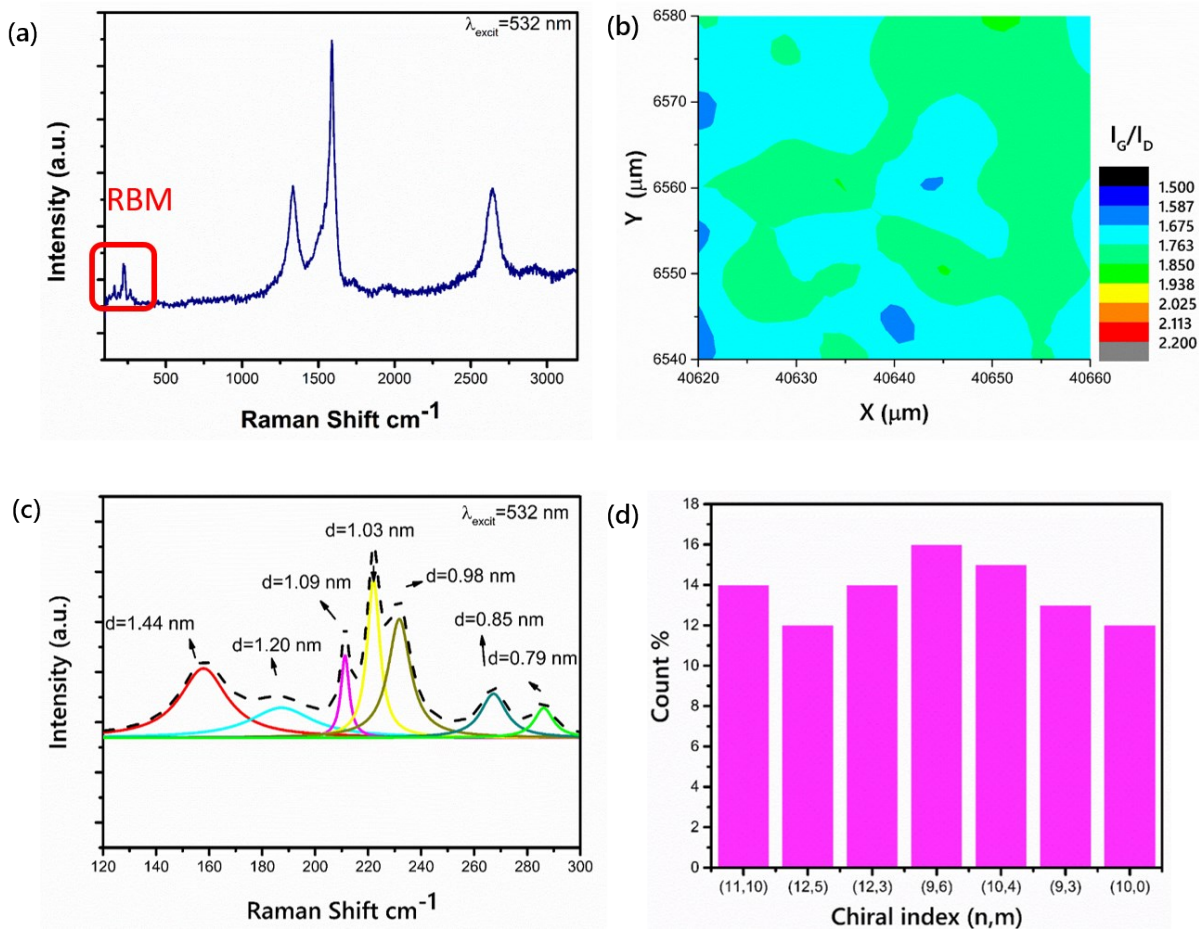 (a)
λexcit=532 nm
RBM
Intensity (a.u.)
500 1000 1500 2000 2500 3000
Raman Shift cm-1
(b)
6580
6570
6560
6550
6540
Y (μm)
40620 40630 40640 40650 40660
X (μm)
IG/ID
1.500
1.587
1.675
1.763
1.850
1.938
2.025
2.113
2.200
(c)
λexcit=532 nm
d=1.03 nm
d=1.09 nm
d=0.98 nm
d=1.44 nm
d=0.85 nm
d=1.20 nm
d=0.79 nm
Intensity (a.u.)
120 140 160 180 200 220 240 260 280 300
Raman Shift cm-1
(d)
18
16
14
12
10
8
6
4
2
0
Count %
(11,10) (12,5) (12,3) (9,6) (10,4) (9,3) (10,0)
Chiral index (n,m)